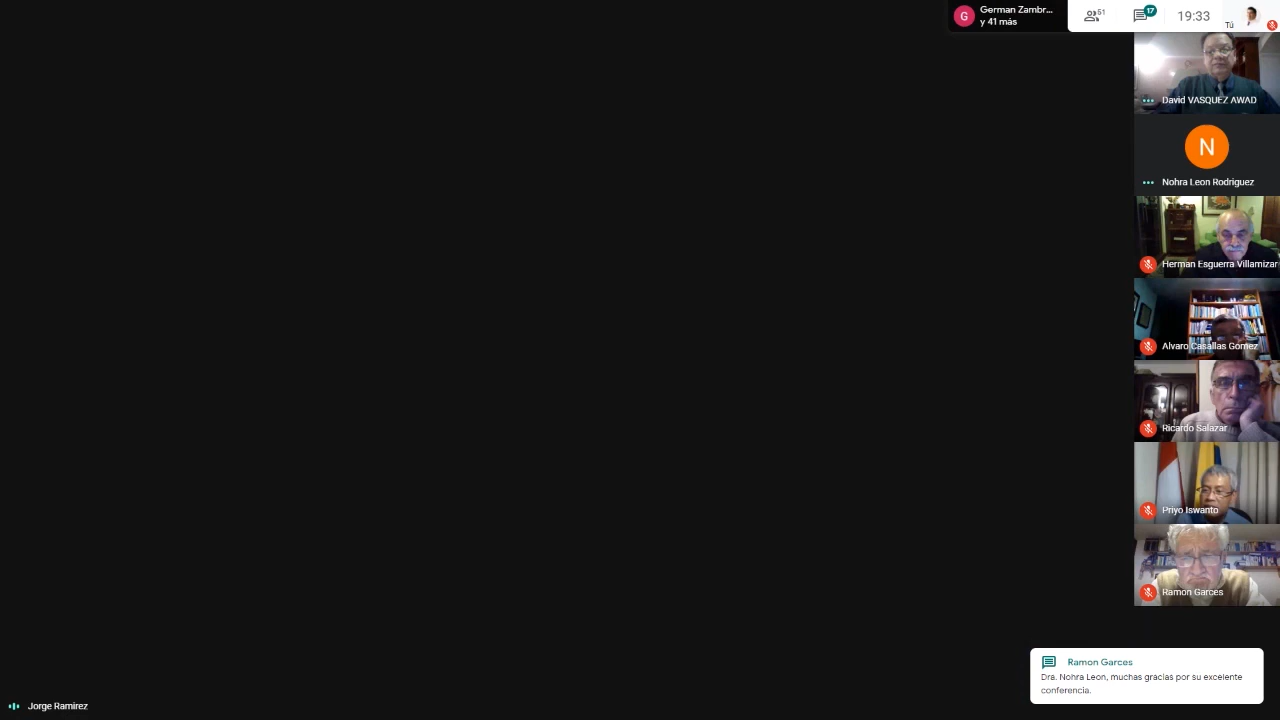 G
German Zambr...
y 41 más
51
17
19:33
Tú
David VASQUEZ AWAD
N
Nohra Leon Rodriguez
Herman Esguerra Villamizar
Alvaro Casallas Gómez
Ricardo Salazar
Priyo Iswanto
Ramon Garces
Ramon Garces
Dra. Nohra Leon, muchas gracias por su excelente
conferencia.
Jorge Ramirez